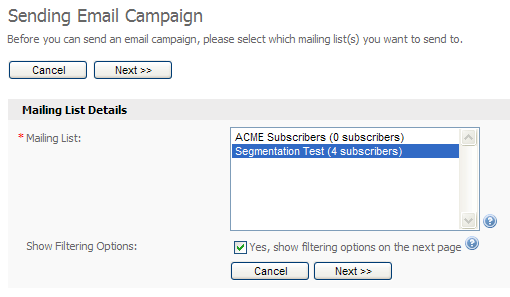 Sending Email Campaign
Before you can send an email campaign, please select which mailing list(s) you want to send to.
Cancel
Next >>
Mailing List Details
* Mailing List:
ACME Subscribers (0 subscribers)
Segmentation Test (4 subscribers)
Show Filtering Options:
Yes, show filtering options on the next page
Cancel
Next >>